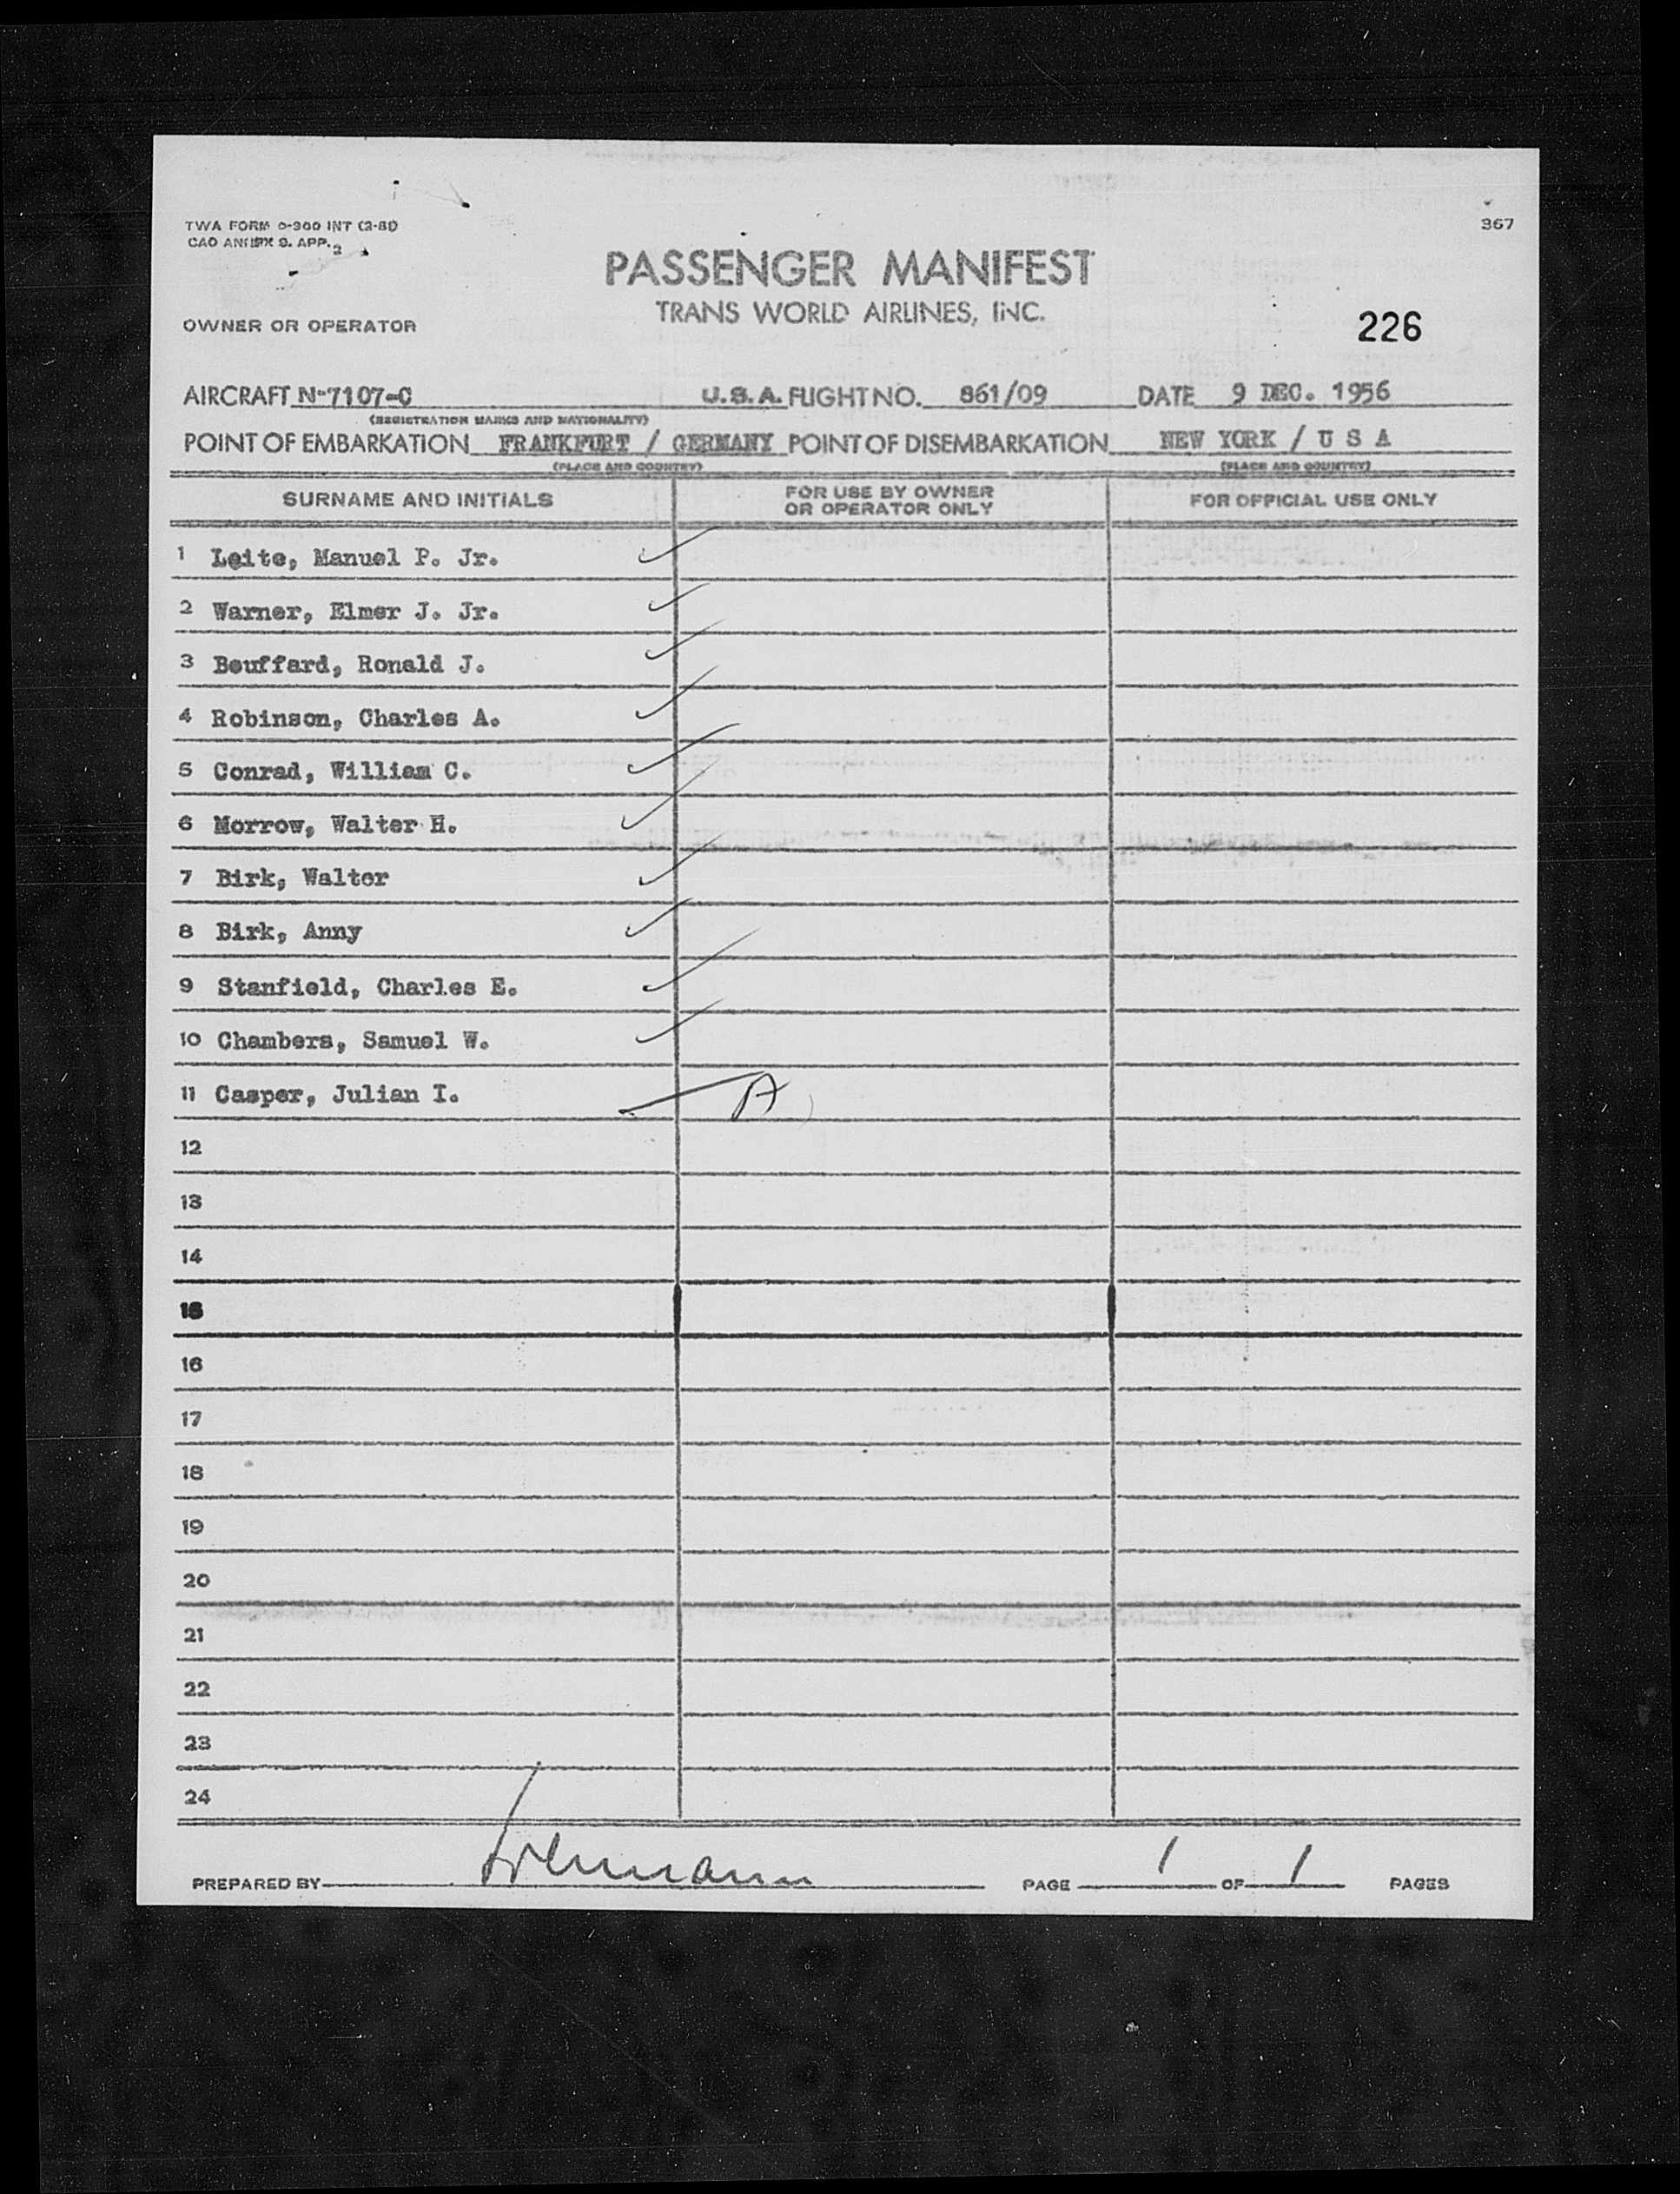 TWA FORM 0-300 INT (2-51)
367
PASSENGER MANIFEST
TRANS WORLD AIRLINES, INC.
OWNER OR OPERATOR
226
AIRCRAFT N-7107-C U.S.A. FLIGHT NO. 861/09 DATE 9 DEC. 1956
(REGISTRATION MARKS AND NATIONALITY)
POINT OF EMBARKATION FRANKFURT / GERMANY POINT OF DISEMBARKATION NEW YORK / U S A
(PLACE AND COUNTRY) (PLACE AND COUNTRY)
SURNAME AND INITIALS FOR USE BY OWNER OR OPERATOR ONLY FOR OFFICIAL USE ONLY
1 Leite, Manuel P. Jr.
2 Warner, Elmer J. Jr.
3 Bouffard, Ronald J.
4 Robinson, Charles A.
5 Conrad, William C.
6 Morrow, Walter H.
7 Birk, Walter
8 Birk, Anny
9 Stanfield, Charles E.
10 Chambers, Samuel W.
11 Casper, Julian I. A
12
13
14
15
16
17
18
19
20
21
22
23
24
PREPARED BY PAGE 1 OF 1 PAGES